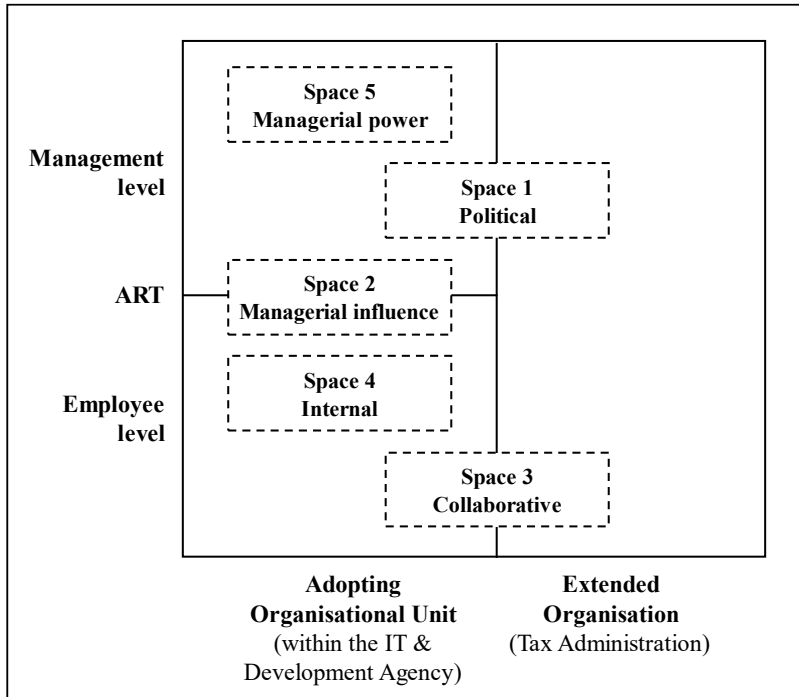 Space 5
Managerial power
Management
level
Space 1
Political
ART
Space 2
Managerial influence
Space 4
Internal
Employee
level
Space 3
Collaborative
Adopting
Organisational Unit
(within the IT &
Development Agency)
Extended
Organisation
(Tax Administration)